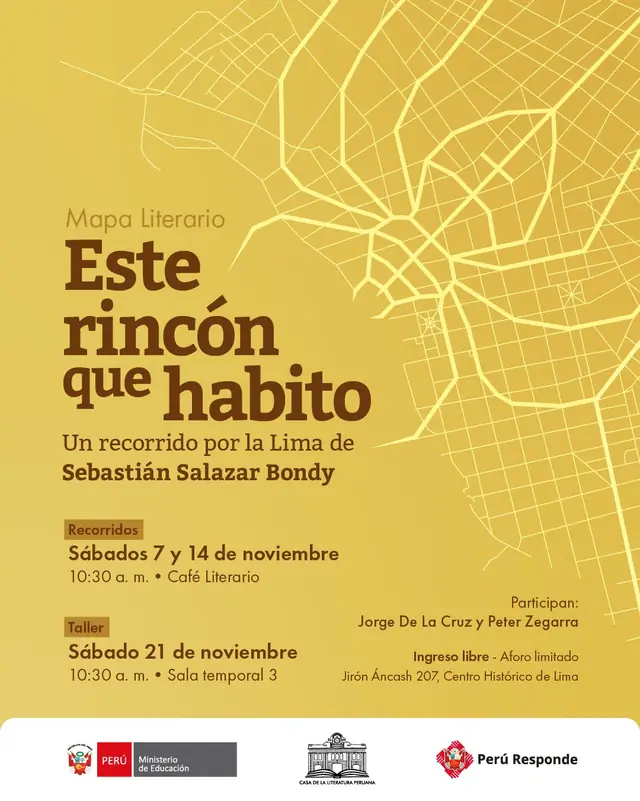 Mapa Literario
Este
rincón
que habito
Un recorrido por la Lima de
Sebastián Salazar Bondy
Recorridos
Sábados 7 y 14 de noviembre
10:30 a. m. • Café Literario
Taller
Sábado 21 de noviembre
10:30 a. m. • Sala temporal 3
Participan:
Jorge De La Cruz y Peter Zegarra
Ingreso libre - Aforo limitado
Jirón Áncash 207, Centro Histórico de Lima
PERÚ
Ministerio
de Educación
CASA DE LA LITERATURA PERUANA
Perú Responde